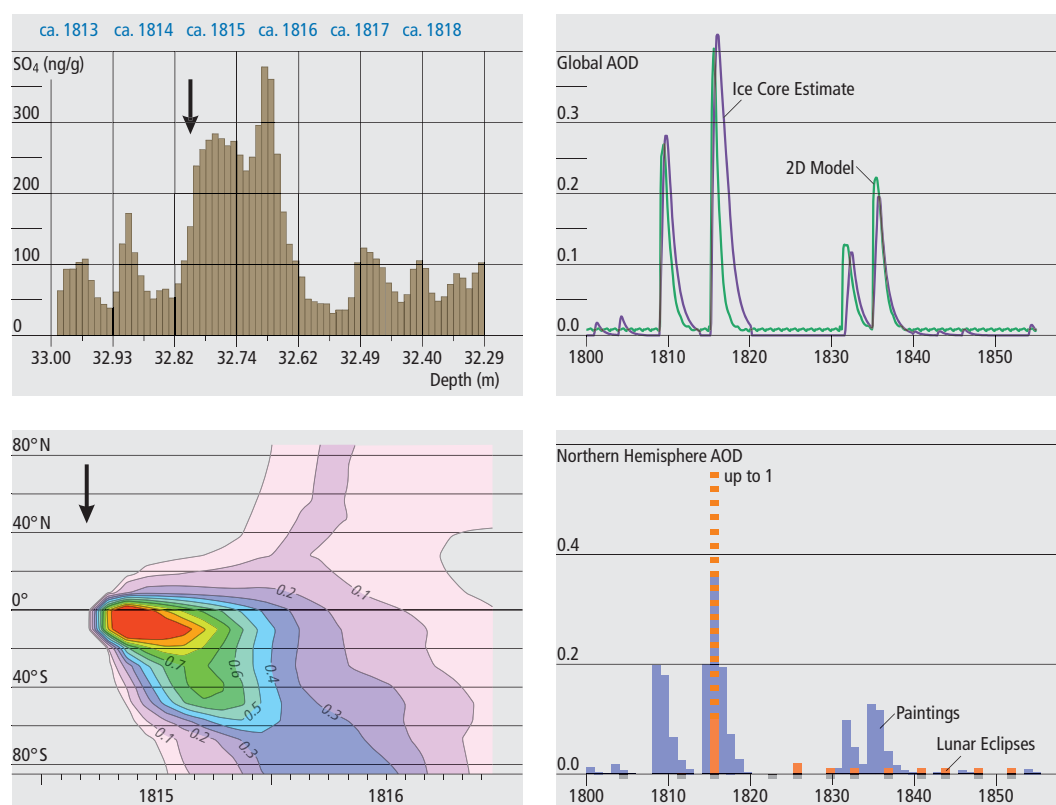 ca. 1813 ca. 1814 ca. 1815 ca. 1816 ca. 1817 ca. 1818
SO₄ (ng/g)
300
200
100
0
33.00 32.93 32.82 32.74 32.62 32.49 32.40 32.29
Depth (m)
Global AOD
Ice Core Estimate
0.3
2D Model
0.2
0.1
0.0
1800 1810 1820 1830 1840 1850
80° N
40° N
0°
40° S
80° S
0.2
0.1
0.7
0.6
0.4
0.5
0.3
0.3
0.2
0.1
1815 1816
Northern Hemisphere AOD
up to 1
0.4
0.2
Paintings
Lunar Eclipses
0.0
1800 1810 1820 1830 1840 1850